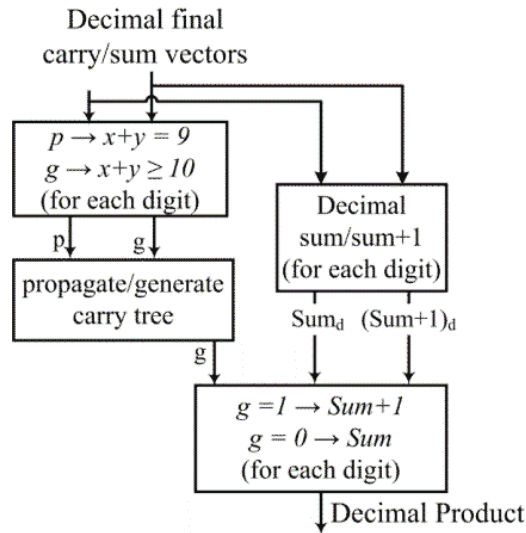 Decimal final
carry/sum vectors
p → x+y = 9
g → x+y ≥ 10
(for each digit)
p
g
Decimal
sum/sum+1
(for each digit)
propagate/generate
carry tree
Sum_d
(Sum+1)_d
g
g =1 → Sum+1
g = 0 → Sum
(for each digit)
Decimal Product